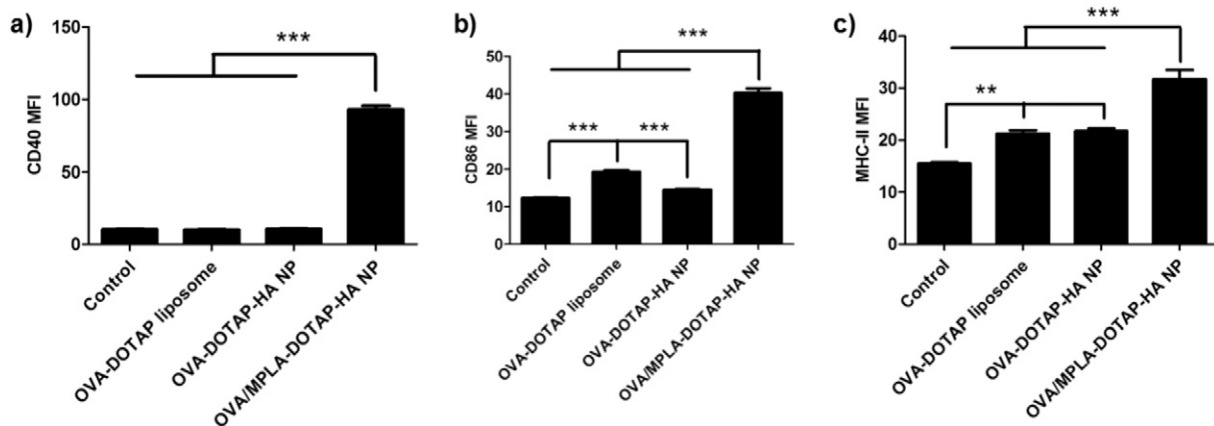 a)
150
100
50
0
CD40 MFI
***
Control
OVA-DOTAP liposome
OVA-DOTAP-HA NP
OVA/MPLA-DOTAP-HA NP
b)
50
40
30
20
10
0
CD86 MFI
***
***
***
Control
OVA-DOTAP liposome
OVA-DOTAP-HA NP
OVA/MPLA-DOTAP-HA NP
c)
40
30
20
10
0
MHC-II MFI
***
**
Control
OVA-DOTAP liposome
OVA-DOTAP-HA NP
OVA/MPLA-DOTAP-HA NP